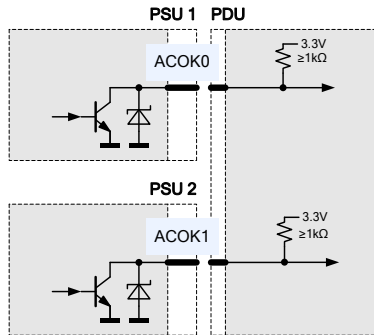 PSU 1 PDU
3.3V
ACOK0
≥1kΩ
PSU 2
3.3V
ACOK1
≥1kΩ